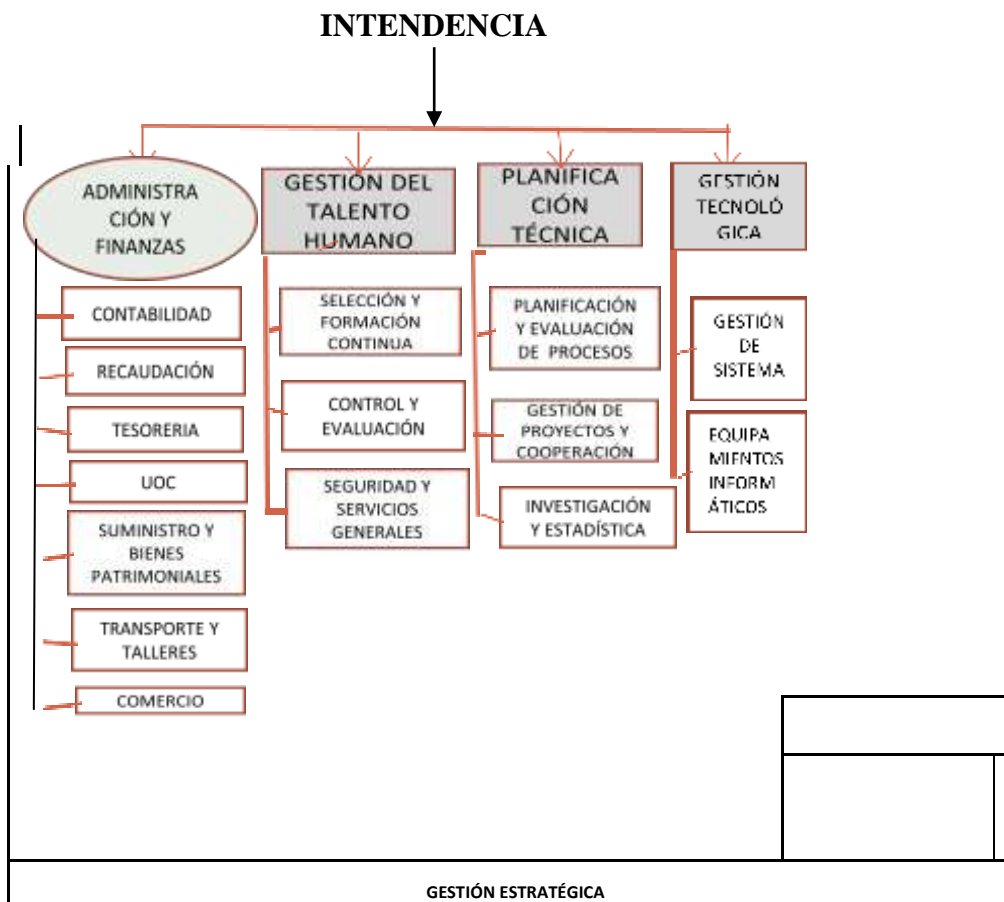 INTENDENCIA
ADMINISTRA
CIÓN Y
FINANZAS
CONTABILIDAD
RECAUDACIÓN
TESORERIA
UOC
SUMINISTRO Y
BIENES
PATRIMONIALES
TRANSPORTE Y
TALLERES
COMERCIO
GESTIÓN DEL
TALENTO
HUMANO
SELECCIÓN Y
FORMACIÓN
CONTINUA
CONTROL Y
EVALUACIÓN
SEGURIDAD Y
SERVICIOS
GENERALES
PLANIFICA
CIÓN
TÉCNICA
PLANIFICACIÓN
Y EVALUACIÓN
DE PROCESOS
GESTIÓN DE
PROYECTOS Y
COOPERACIÓN
INVESTIGACIÓN
Y ESTADÍSTICA
GESTIÓN
TECNOLÓ
GICA
GESTIÓN
DE
SISTEMA
EQUIPA
MIENTOS
INFORM
ÁTICOS
GESTIÓN ESTRATÉGICA